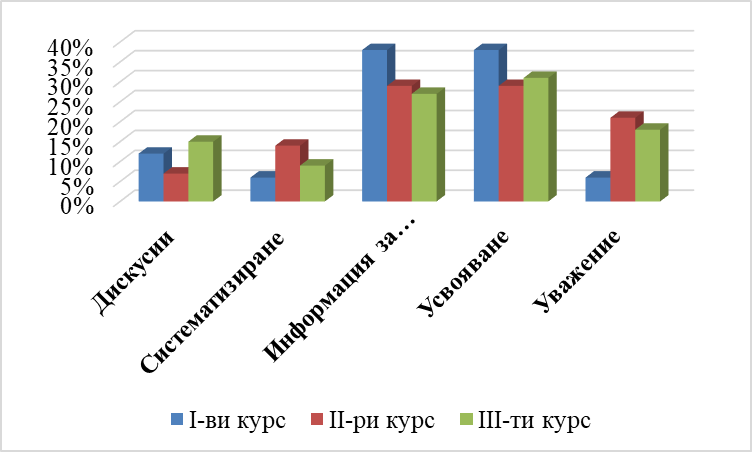 40%
35%
30%
25%
20%
15%
10%
5%
0%
Дискусии
Систематизиране
Информация за…
Усвояване
Уважение
I-ви курс II-ри курс III-ти курс